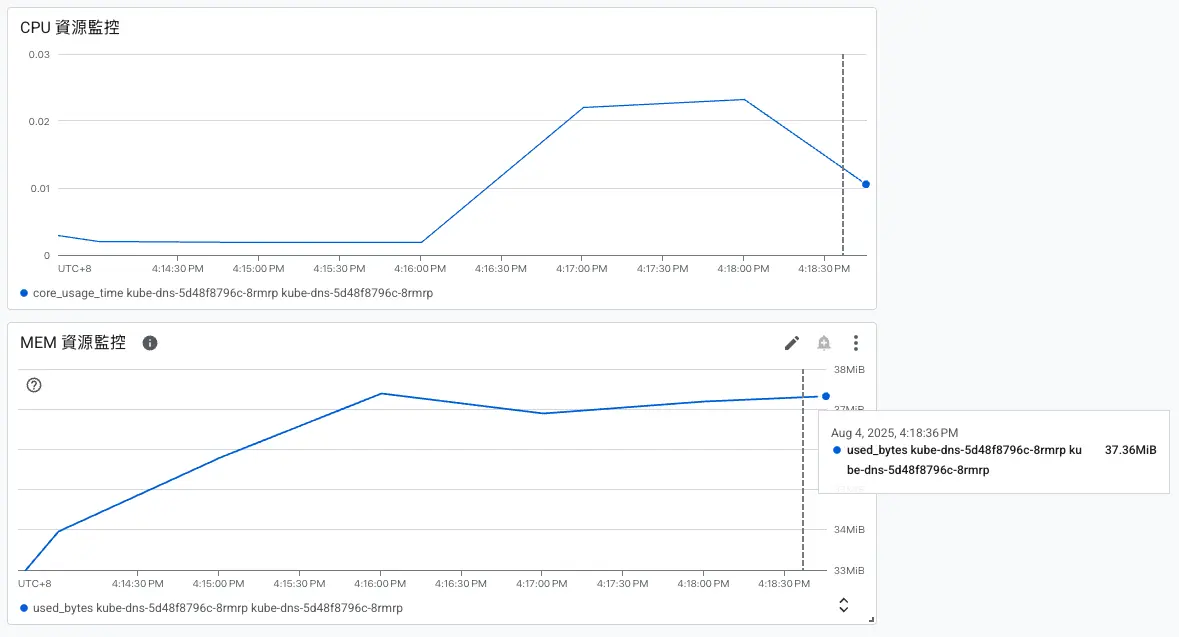 CPU 資源監控
0.03
0.02
0.01
0
UTC+8 4:14:30 PM 4:15:00 PM 4:15:30 PM 4:16:00 PM 4:16:30 PM 4:17:00 PM 4:17:30 PM 4:18:00 PM 4:18:30 PM
core_usage_time kube-dns-5d48f8796c-8rmrp kube-dns-5d48f8796c-8rmrp
MEM 資源監控
38MiB
37MiB
Aug 4, 2025, 4:18:36 PM
used_bytes kube-dns-5d48f8796c-8rmrp ku 37.36MiB
be-dns-5d48f8796c-8rmrp
34MiB
33MiB
UTC+8 4:14:30 PM 4:15:00 PM 4:15:30 PM 4:16:00 PM 4:16:30 PM 4:17:00 PM 4:17:30 PM 4:18:00 PM 4:18:30 PM
used_bytes kube-dns-5d48f8796c-8rmrp kube-dns-5d48f8796c-8rmrp